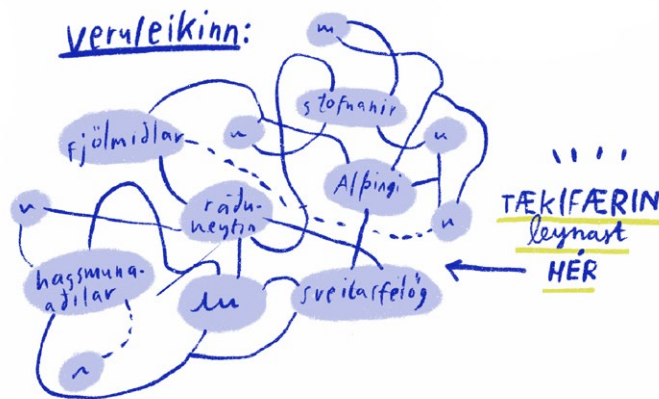 Veruleikinn:
stofnanir
fjölmiðlar
Alþingi
ráðu-
neytin
hagsmuna-
aðilar
sveitarfélög
TÆKIFÆRIN
leynast
HÉR